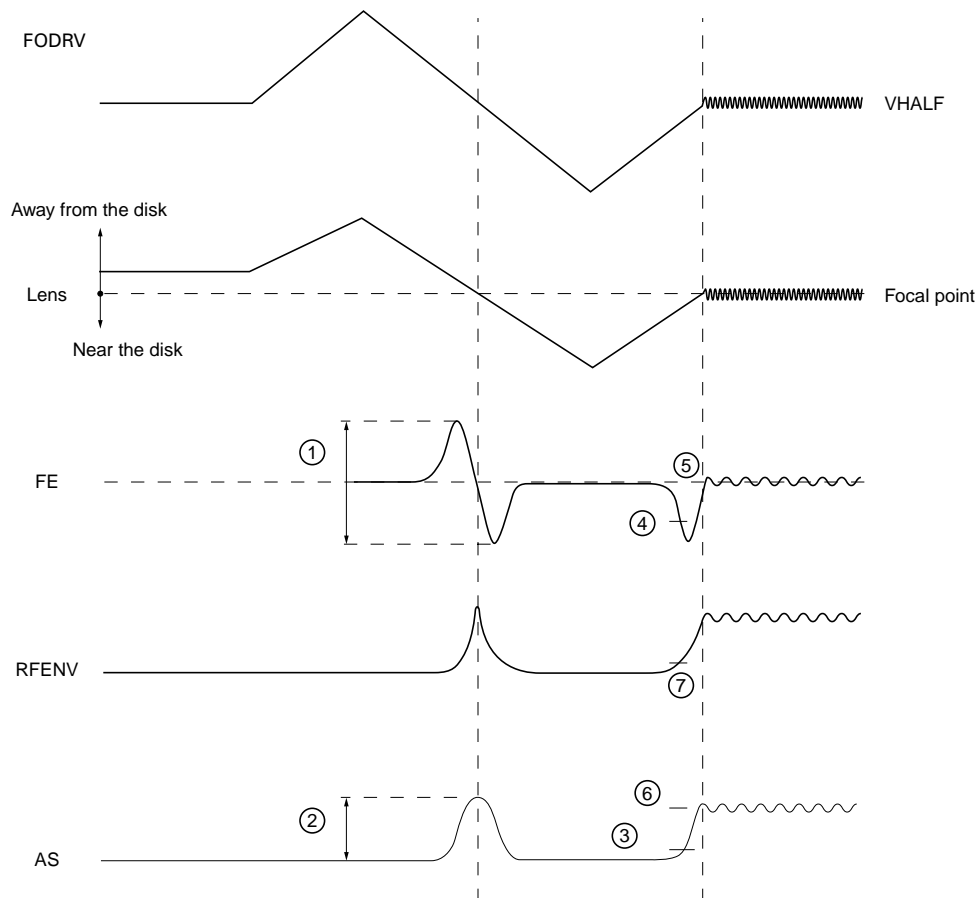 FODRV
VHALF
Away from the disk
Lens
Focal point
Near the disk
①
⑤
FE
④
RFENV
⑦
⑥
②
③
AS